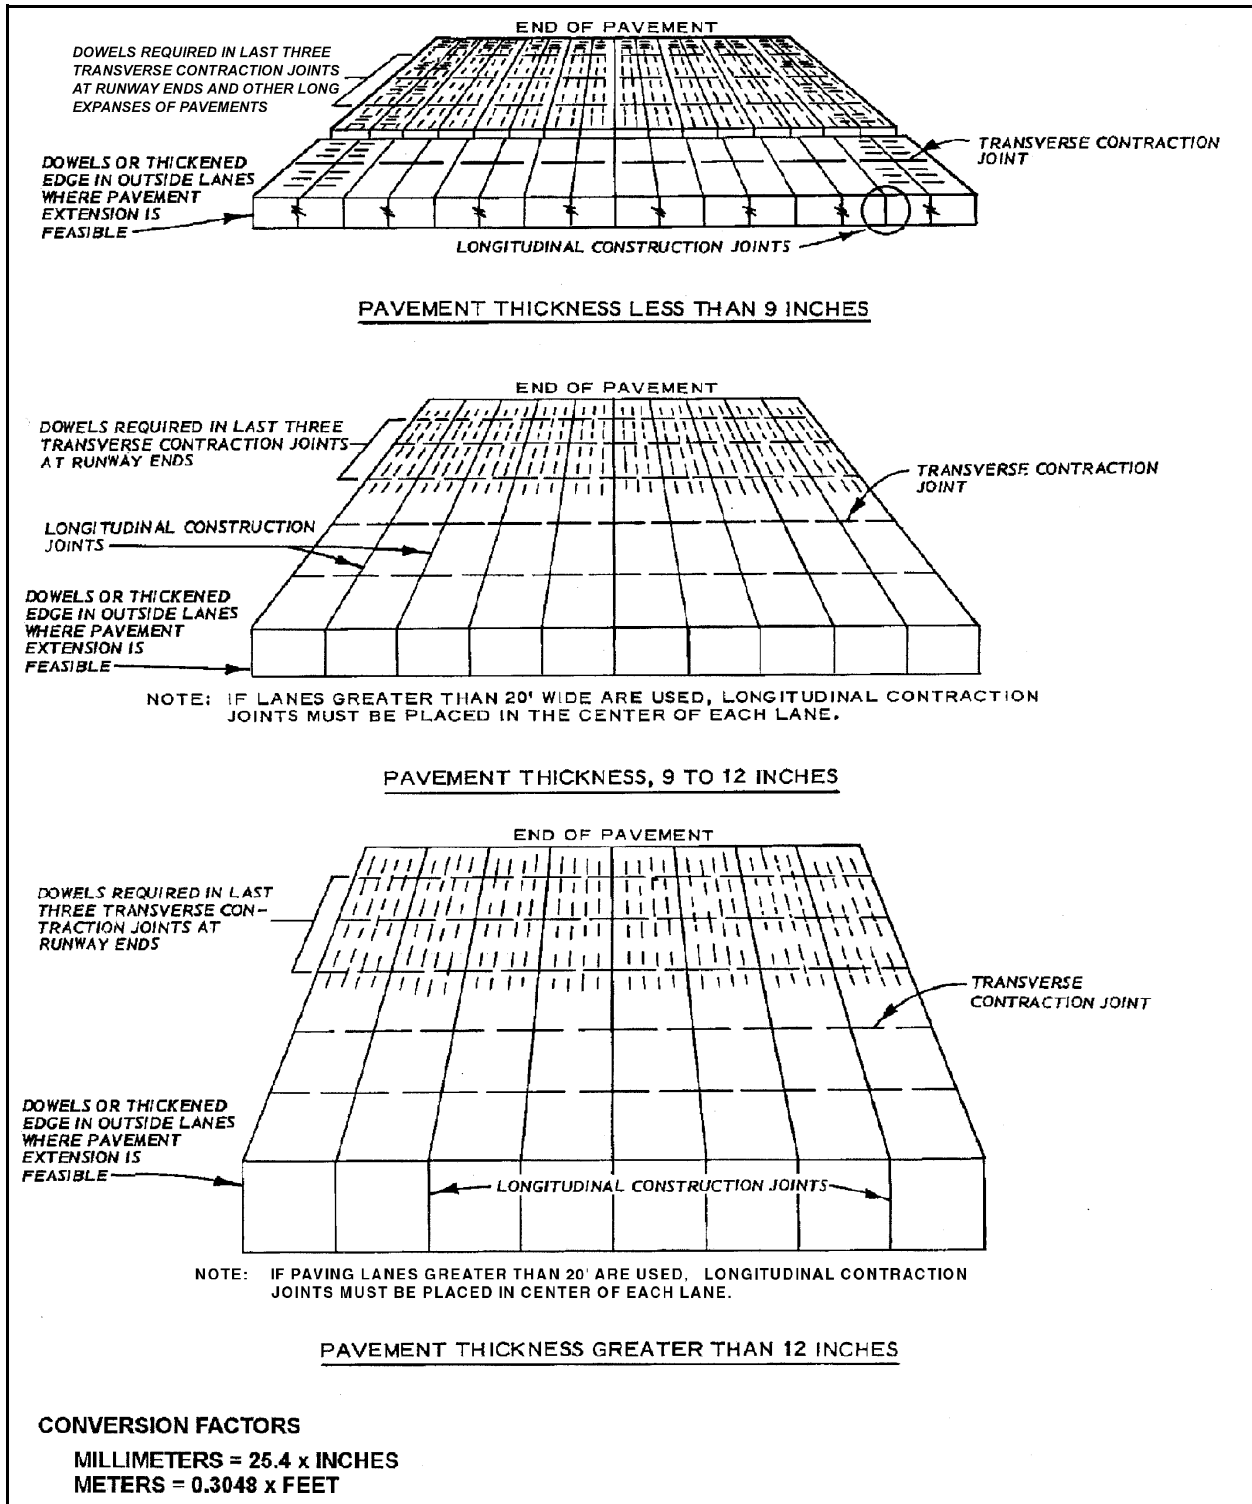 END OF PAVEMENT
DOWELS REQUIRED IN LAST THREE
TRANSVERSE CONTRACTION JOINTS
AT RUNWAY ENDS AND OTHER LONG
EXPANSES OF PAVEMENTS
TRANSVERSE CONTRACTION
JOINT
DOWELS OR THICKENED
EDGE IN OUTSIDE LANES
WHERE PAVEMENT
EXTENSION IS
FEASIBLE
LONGITUDINAL CONSTRUCTION JOINTS
PAVEMENT THICKNESS LESS THAN 9 INCHES
END OF PAVEMENT
DOWELS REQUIRED IN LAST THREE
TRANSVERSE CONTRACTION JOINTS
AT RUNWAY ENDS
TRANSVERSE CONTRACTION
JOINT
LONGITUDINAL CONSTRUCTION
JOINTS
DOWELS OR THICKENED
EDGE IN OUTSIDE LANES
WHERE PAVEMENT
EXTENSION IS
FEASIBLE
NOTE: IF LANES GREATER THAN 20' WIDE ARE USED, LONGITUDINAL CONTRACTION
JOINTS MUST BE PLACED IN THE CENTER OF EACH LANE.
PAVEMENT THICKNESS, 9 TO 12 INCHES
END OF PAVEMENT
DOWELS REQUIRED IN LAST
THREE TRANSVERSE CON-
TRACTION JOINTS AT
RUNWAY ENDS
TRANSVERSE
CONTRACTION JOINT
DOWELS OR THICKENED
EDGE IN OUTSIDE LANES
WHERE PAVEMENT
EXTENSION IS
FEASIBLE
LONGITUDINAL CONSTRUCTION JOINTS
NOTE: IF PAVING LANES GREATER THAN 20' ARE USED, LONGITUDINAL CONTRACTION
JOINTS MUST BE PLACED IN CENTER OF EACH LANE.
PAVEMENT THICKNESS GREATER THAN 12 INCHES
CONVERSION FACTORS
MILLIMETERS = 25.4 x INCHES
METERS = 0.3048 x FEET